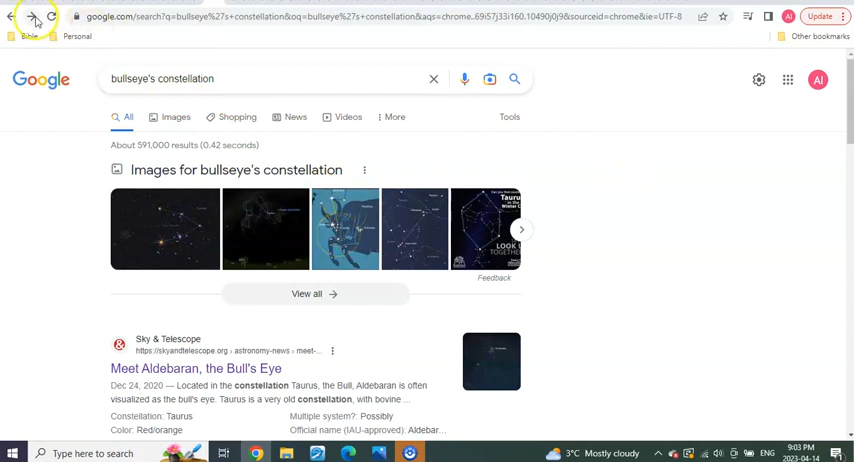 google.com/search?q=bullseye%27s+constellation&oq=bullseye%27s+constellation&aqs=chrome..69i57j33i160.10490j0j9&sourceid=chrome&ie=UTF-8
AI
Update
Bible
Personal
Other bookmarks
Google
bullseye's constellation
AI
All
Images
Shopping
News
Videos
More
Tools
About 591,000 results (0.42 seconds)
Images for bullseye's constellation
Taurus
LOOK
Feedback
View all
Sky & Telescope
https://skyandtelescope.org › astronomy-news › meet-...
Meet Aldebaran, the Bull's Eye
Dec 24, 2020 — Located in the constellation Taurus, the Bull, Aldebaran is often
visualized as the bull's eye. Taurus is a very old constellation, with bovine ...
Constellation: Taurus
Multiple system?: Possibly
Color: Red/orange
Official name (IAU-approved): Aldebar...
Type here to search
3°C Mostly cloudy
ENG
9:03 PM
2023-04-14
1